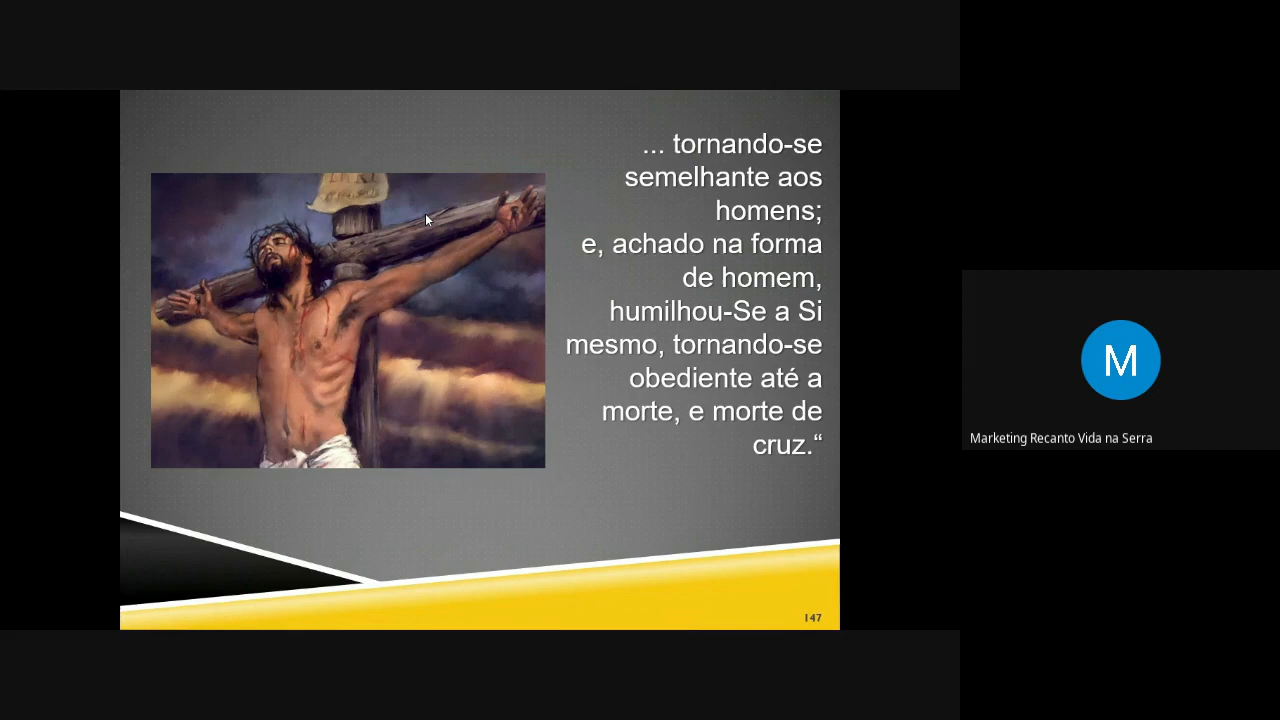 ... tornando-se
semelhante aos
homens;
e, achado na forma
de homem,
humilhou-Se a Si
mesmo, tornando-se
obediente até a
morte, e morte de
cruz.“
147
M
Marketing Recanto Vida na Serra